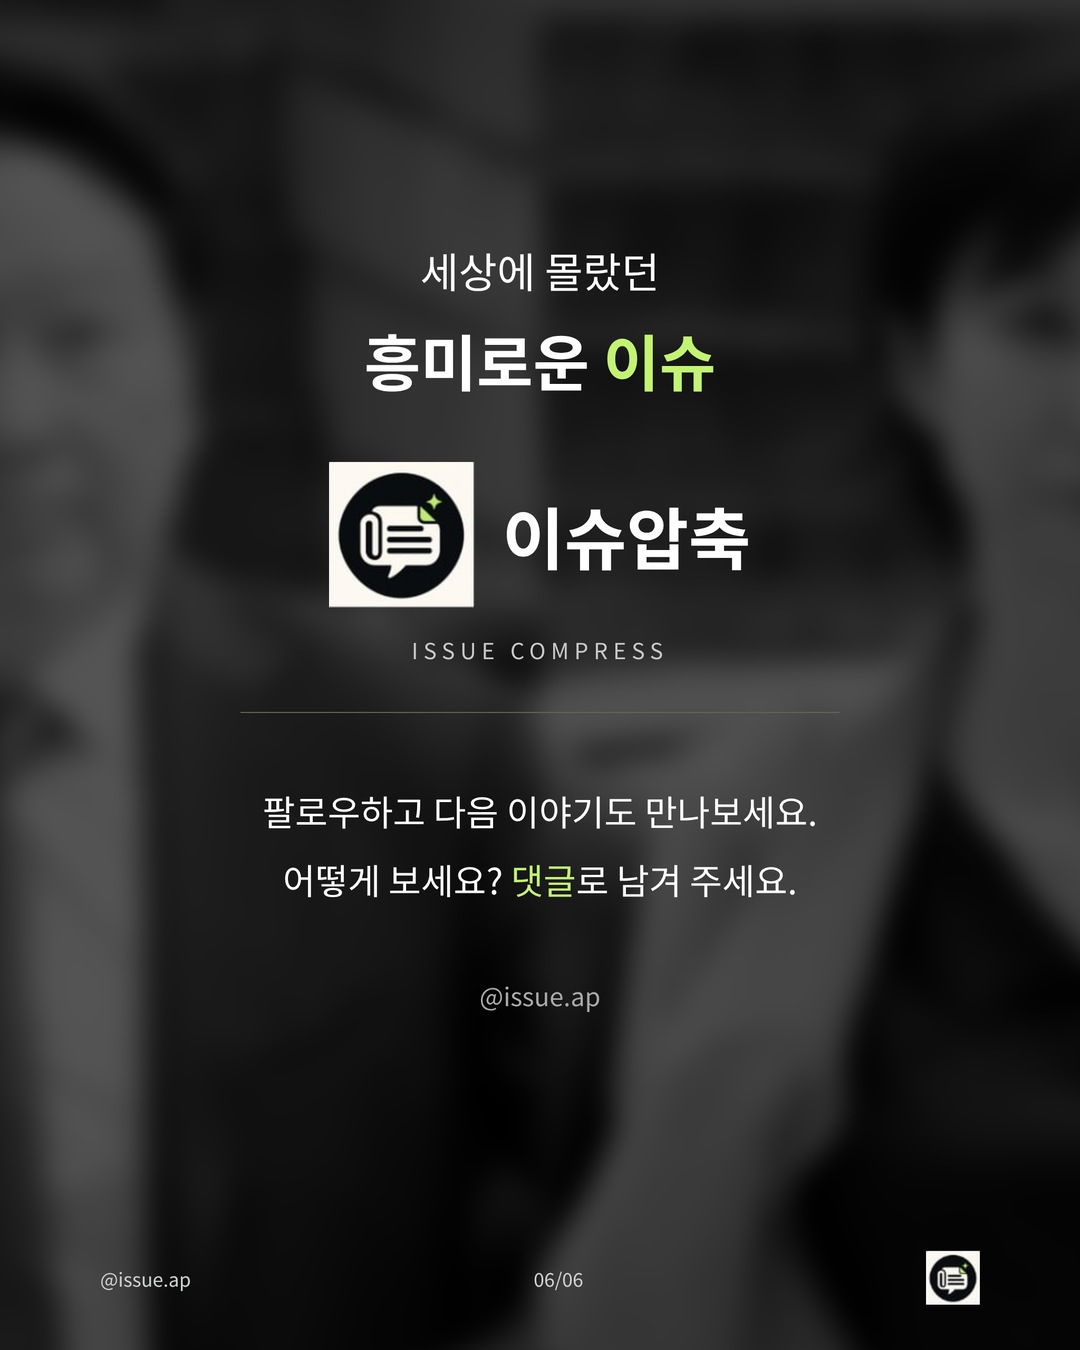 세상에 몰랐던
흥미로운 이슈
이슈압축
ISSUE COMPRESS
팔로우하고 다음 이야기도 만나보세요.
어떻게 보세요? 댓글로 남겨 주세요.
@issue.ap
@issue.ap
06/06